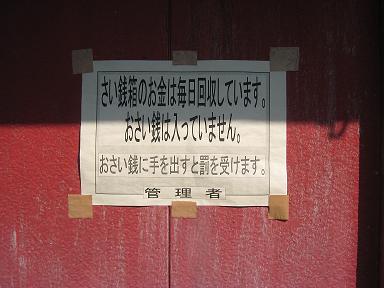 さい銭箱のお金は毎日回収しています。
おさい銭は入っていません。
おさい銭に手を出すと罰を受けます。
管理者